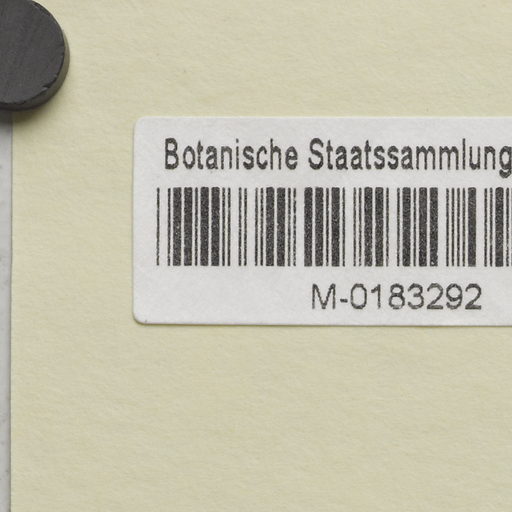 Botanische Staatssammlung
M-0183292